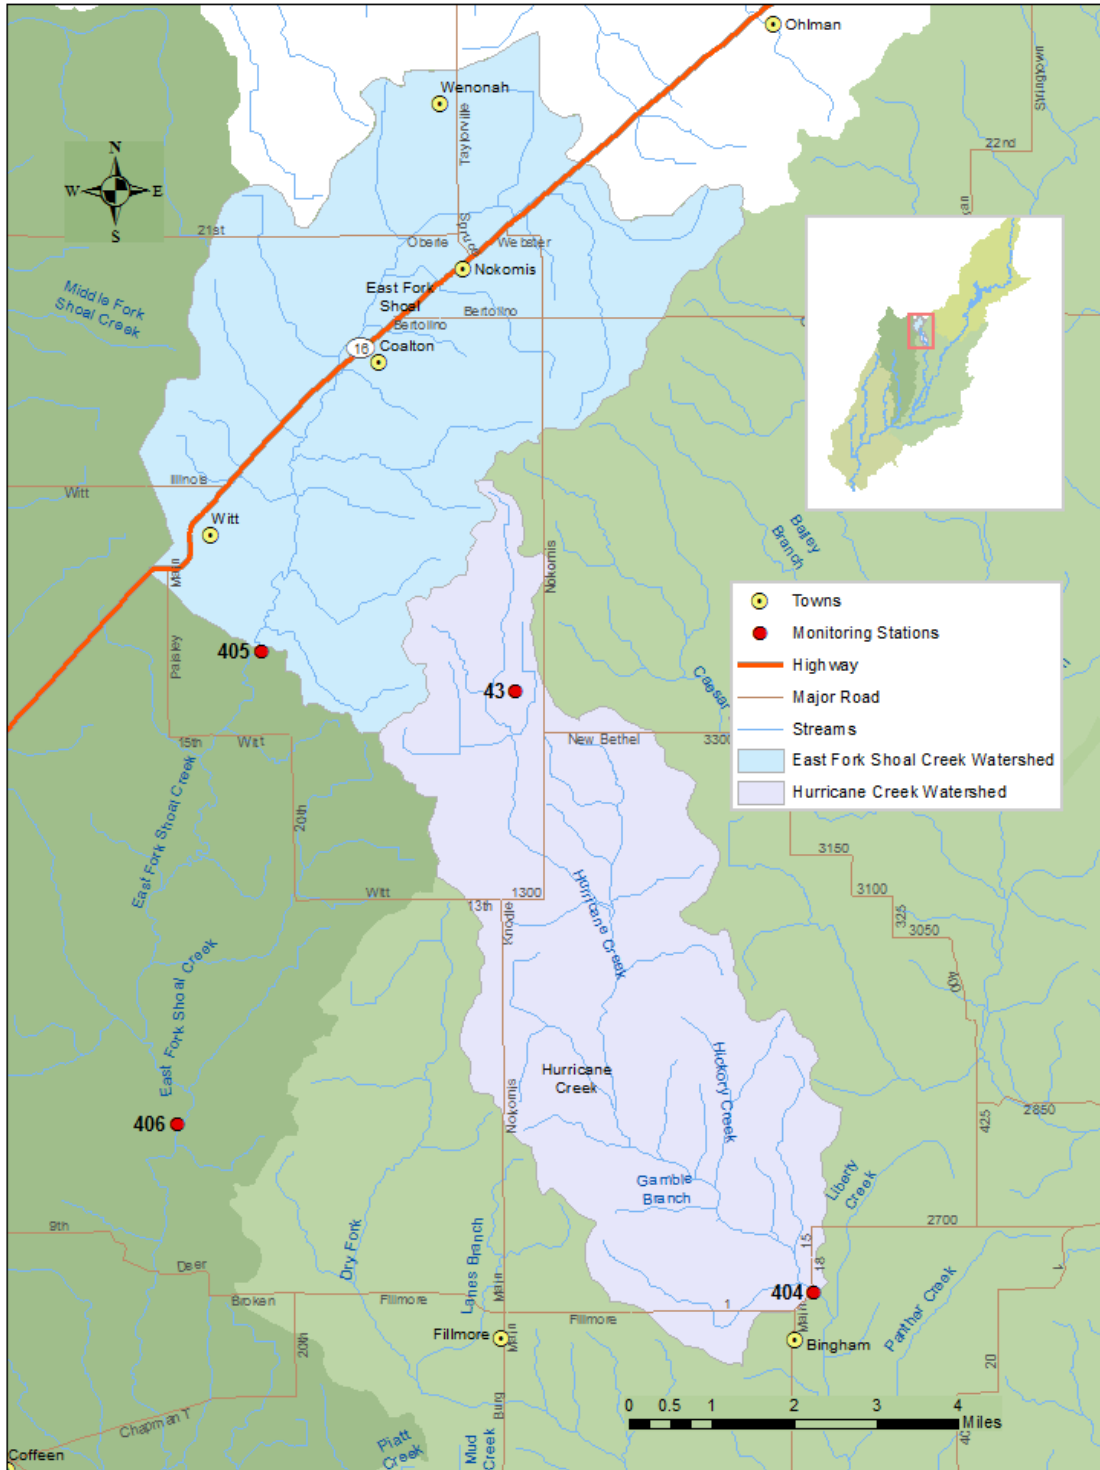 Ohlman
Wenonah
Stringtown
Taylorville
22nd
N
W
E
S
21st
Oberle
Spruce
Webster
Nokomis
Middle Fork
Shoal Creek
East Fork
Shoal
Bertolino
Bertolino
16
Coalton
Illinois
Witt
Witt
Bailey
Branch
Nokomis
Main
Paisley
405
43
Caesar
Towns
Monitoring Stations
Highway
Major Road
Streams
East Fork Shoal Creek Watershed
Hurricane Creek Watershed
15th
Witt
New Bethel
3300
20th
East Fork Shoal Creek
3150
3100
325
3050
400
Witt
13th
1300
Knodle
Hurricane Creek
East Fork Shoal Creek
Hickory Creek
Hurricane
Creek
Nokomis
406
425
2850
Gamble
Branch
Liberty
Creek
2700
9th
Deer
Dry Fork
Lanes Branch
15
18
1
404
Broken
Fillmore
Main
Fillmore
1
Main
Panther Creek
Fillmore
Main
Bingham
20th
20
Burg
Chapman T
Coffeen
Piatt
Creek
Mud
Creek
0 0.5 1 2 3 4
Miles